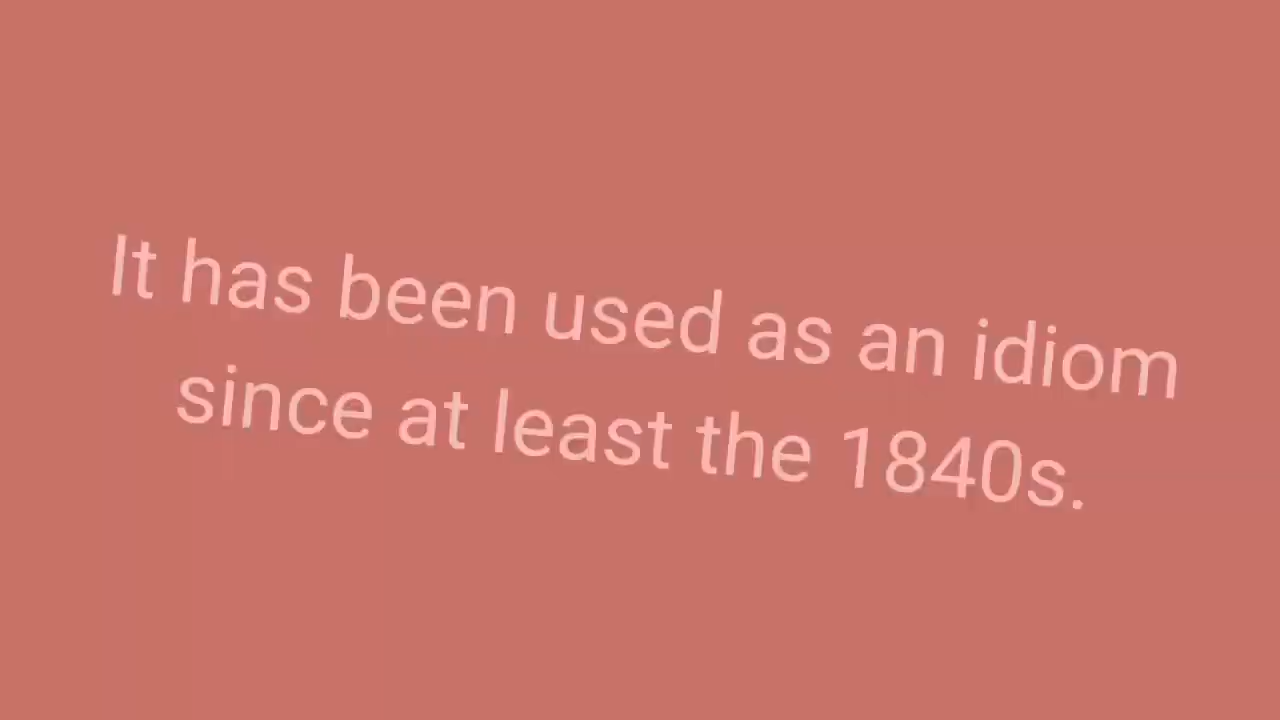 It has been used as an idiom
since at least the 1840s.